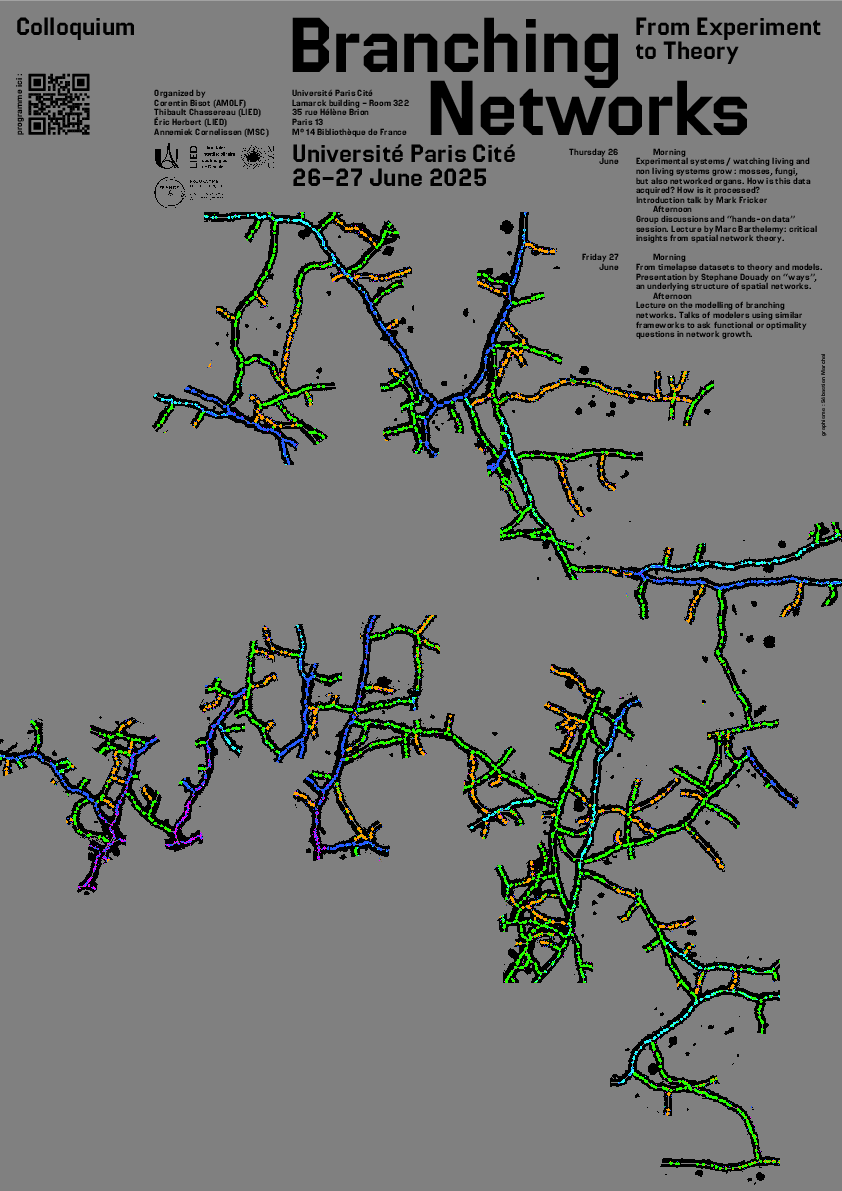 Colloquium
Branching
Networks
From Experiment
to Theory
programme ici :
Organized by
Corentin Bisot (AMOLF)
Thibault Chassereau (LIED)
Éric Herbert (LIED)
Annemiek Cornelissen (MSC)
Université Paris Cité
Lamarck building – Room 322
35 rue Hélène Brion
Paris 13
M° 14 Bibliothèque de France
LIED
FRANCE
Université Paris Cité
26–27 June 2025
Thursday 26
June
Morning
Experimental systems / watching living and
non living systems grow : mosses, fungi,
but also networked organs. How is this data
acquired? How is it processed?
Introduction talk by Mark Fricker
Afternoon
Group discussions and “hands-on data”
session. Lecture by Marc Barthelemy: critical
insights from spatial network theory.
Friday 27
June
Morning
From timelapse datasets to theory and models.
Presentation by Stephane Douady on “ways”,
an underlying structure of spatial networks.
Afternoon
Lecture on the modelling of branching
networks. Talks of modelers using similar
frameworks to ask functional or optimality
questions in network growth.
graphisme : Sébastien Marchal